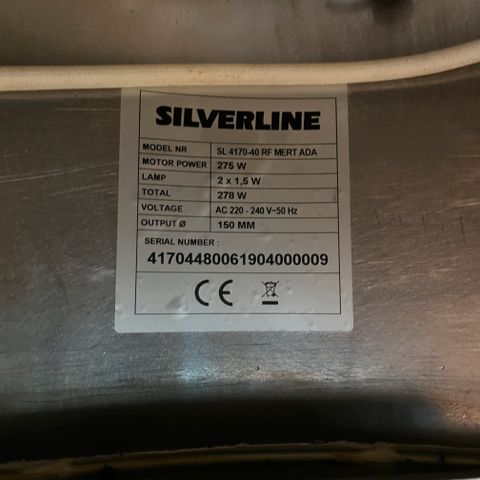 SILVERLINE
MODEL NR SL 4170-40 RF MERT ADA
MOTOR POWER 275 W
LAMP 2 x 1,5 W
TOTAL 278 W
VOLTAGE AC 220 - 240 V~50 Hz
OUTPUT Ø 150 MM
SERIAL NUMBER :
41704480061904000009
CE